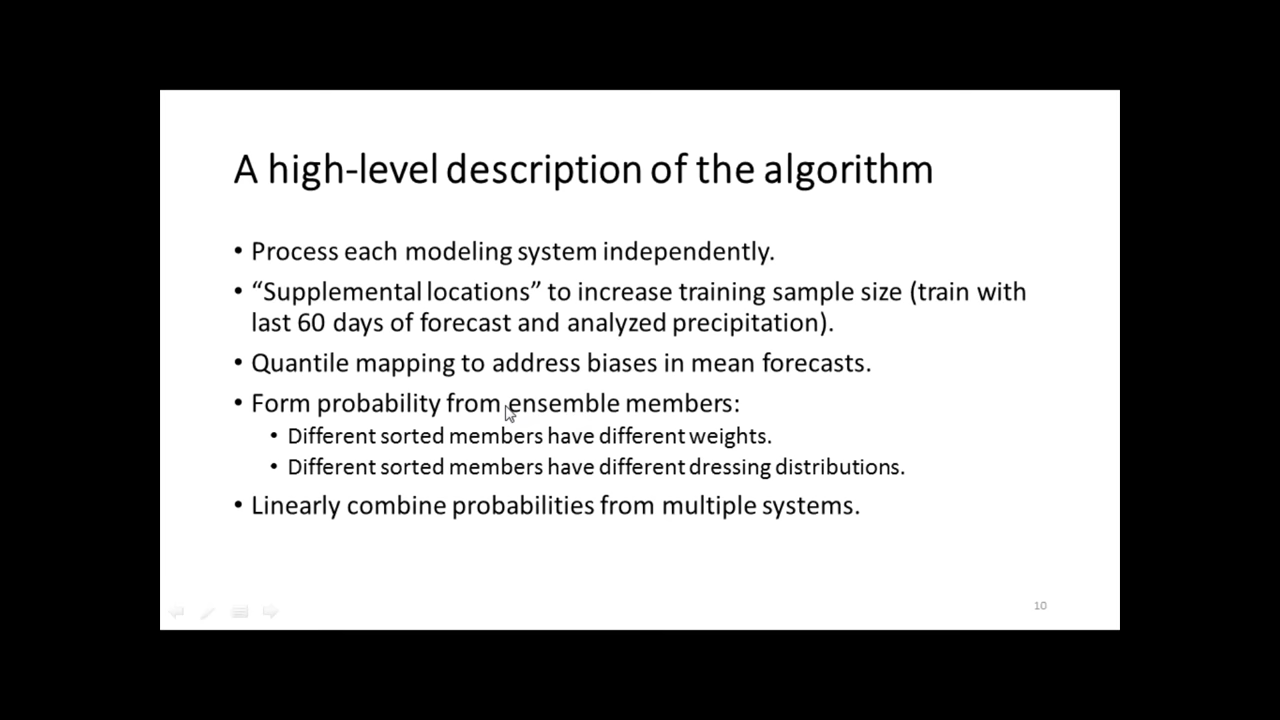 A high-level description of the algorithm
• Process each modeling system independently.
• “Supplemental locations” to increase training sample size (train with
last 60 days of forecast and analyzed precipitation).
• Quantile mapping to address biases in mean forecasts.
• Form probability from ensemble members:
• Different sorted members have different weights.
• Different sorted members have different dressing distributions.
• Linearly combine probabilities from multiple systems.
10